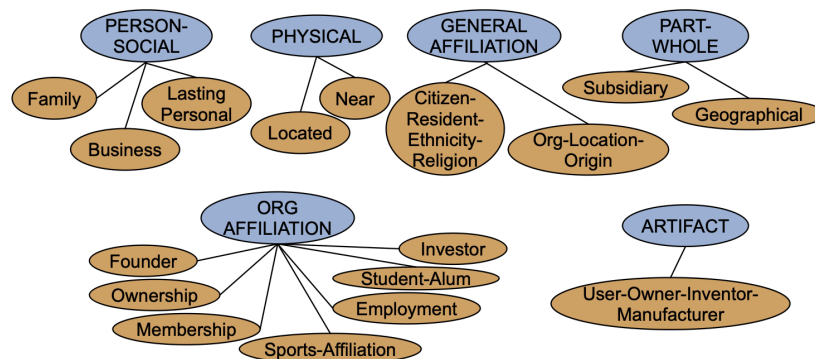 PERSON-
SOCIAL
PHYSICAL
GENERAL
AFFILIATION
PART-
WHOLE
Family
Lasting
Personal
Business
Near
Located
Citizen-
Resident-
Ethnicity-
Religion
Org-Location-
Origin
Subsidiary
Geographical
ORG
AFFILIATION
ARTIFACT
Founder
Ownership
Membership
Sports-Affiliation
Investor
Student-Alum
Employment
User-Owner-Inventor-
Manufacturer